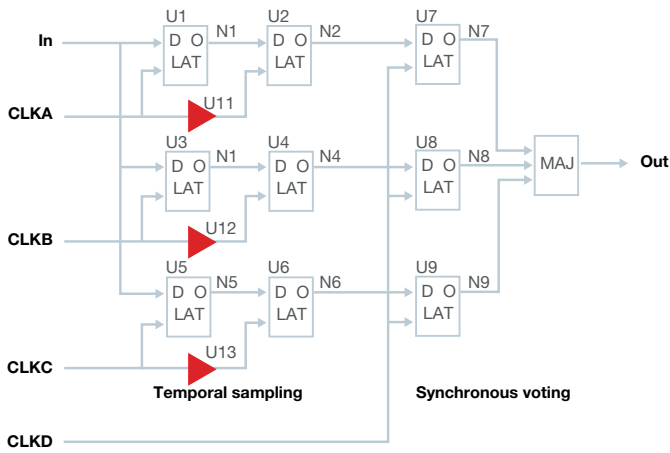 U1
U2
U7
In
D O
N1
D O
N2
D O
N7
LAT
LAT
LAT
CLKA
U11
U3
U4
U8
D O
N1
D O
N4
D O
N8
MAJ
Out
LAT
LAT
LAT
CLKB
U12
U5
U6
U9
D O
N5
D O
N6
D O
N9
LAT
LAT
LAT
U13
CLKC
Temporal sampling
Synchronous voting
CLKD